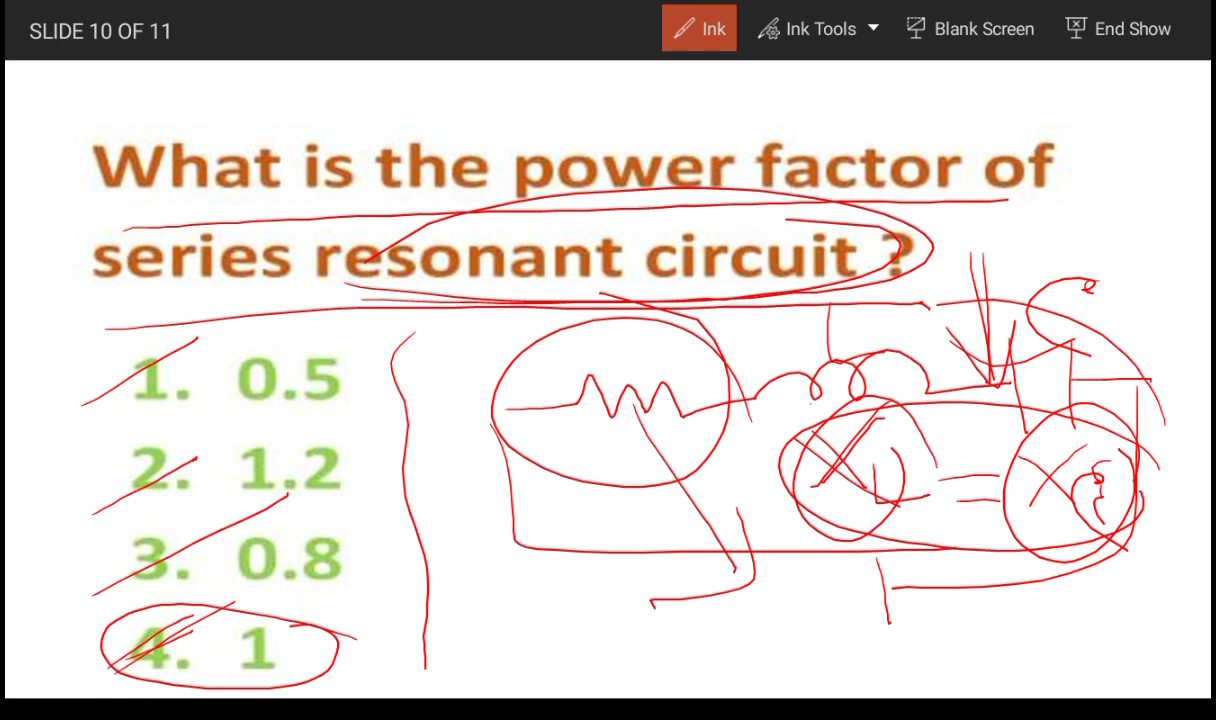 SLIDE 10 OF 11
Ink
Ink Tools
Blank Screen
End Show
What is the power factor of
series resonant circuit ?
1. 0.5
2. 1.2
3. 0.8
4. 1